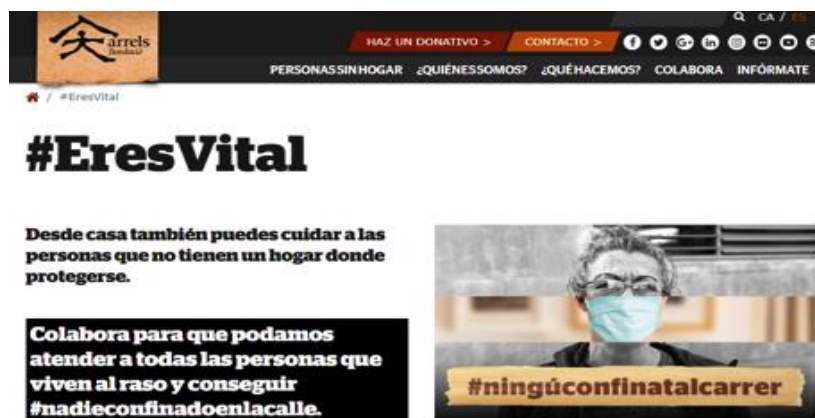 CA / ES
arrels
fundació
HAZ UN DONATIVO >
CONTACTO >
PERSONAS SIN HOGAR ¿QUIÉNES SOMOS? ¿QUÉ HACEMOS? COLABORA INFÓRMATE
/ #EresVital
#EresVital
Desde casa también puedes cuidar a las
personas que no tienen un hogar donde
protegerse.
Colabora para que podamos
atender a todas las personas que
viven al raso y conseguir
#nadieconfinadoenlacalle.
#ningúconfinatalcarrer